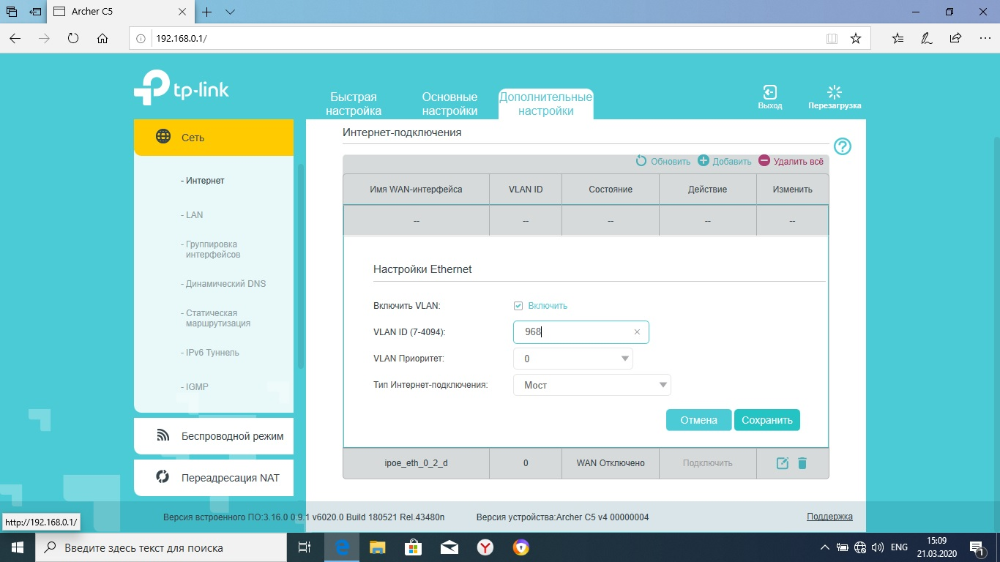 Archer C5
192.168.0.1/
tp-link
Быстрая
настройка
Основные
настройки
Дополнительные
настройки
Выход
Перезагрузка
Сеть
- Интернет
- LAN
- Группировка
интерфейсов
- Динамический DNS
- Статическая
маршрутизация
- IPv6 Туннель
- IGMP
Беспроводной режим
Переадресация NAT
Интернет-подключения
Обновить Добавить Удалить всё
Имя WAN-интерфейса VLAN ID Состояние Действие Изменить
-- -- -- -- --
Настройки Ethernet
Включить VLAN: Включить
VLAN ID (7-4094): 968
VLAN Приоритет: 0
Тип Интернет-подключения: Мост
Отмена Сохранить
ipoe_eth_0_2_d 0 WAN Отключено Подключить
Версия встроенного ПО:3.16.0 0.9.1 v6020.0 Build 180521 Rel.43480n Версия устройства:Archer C5 v4 00000004 Поддержка
http://192.168.0.1/
Введите здесь текст для поиска
ENG
15:09
21.03.2020
1